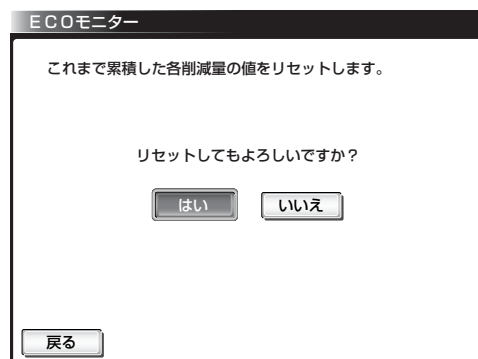 ＥＣＯモニター
これまで累積した各削減量の値をリセットします。
リセットしてもよろしいですか？
はい いいえ
戻る